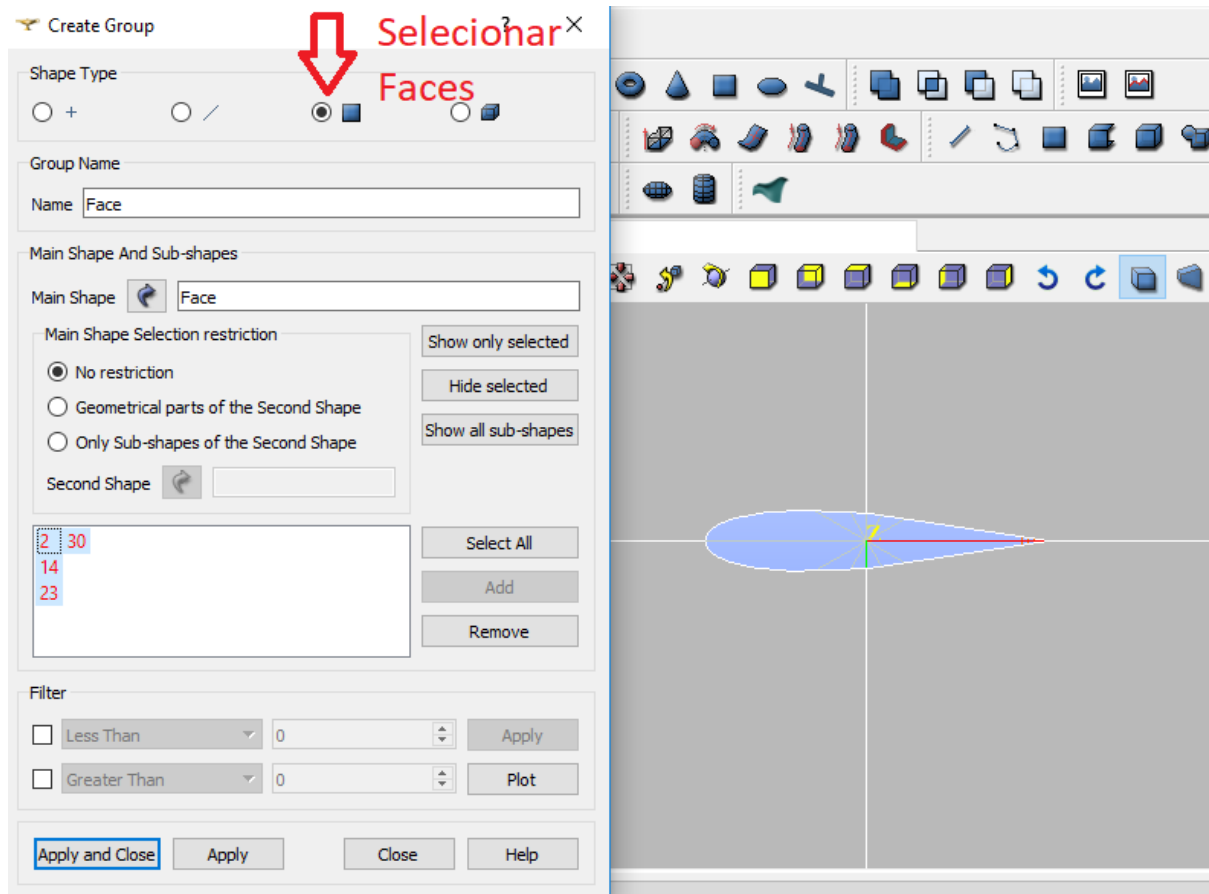 Create Group
?
Selecionar
Faces
Shape Type
Group Name
Name Face
Main Shape And Sub-shapes
Main Shape Face
Main Shape Selection restriction
No restriction
Geometrical parts of the Second Shape
Only Sub-shapes of the Second Shape
Second Shape
Show only selected
Hide selected
Show all sub-shapes
2 30
14
23
Select All
Add
Remove
Filter
Less Than 0 Apply
Greater Than 0 Plot
Apply and Close Apply Close Help
Z